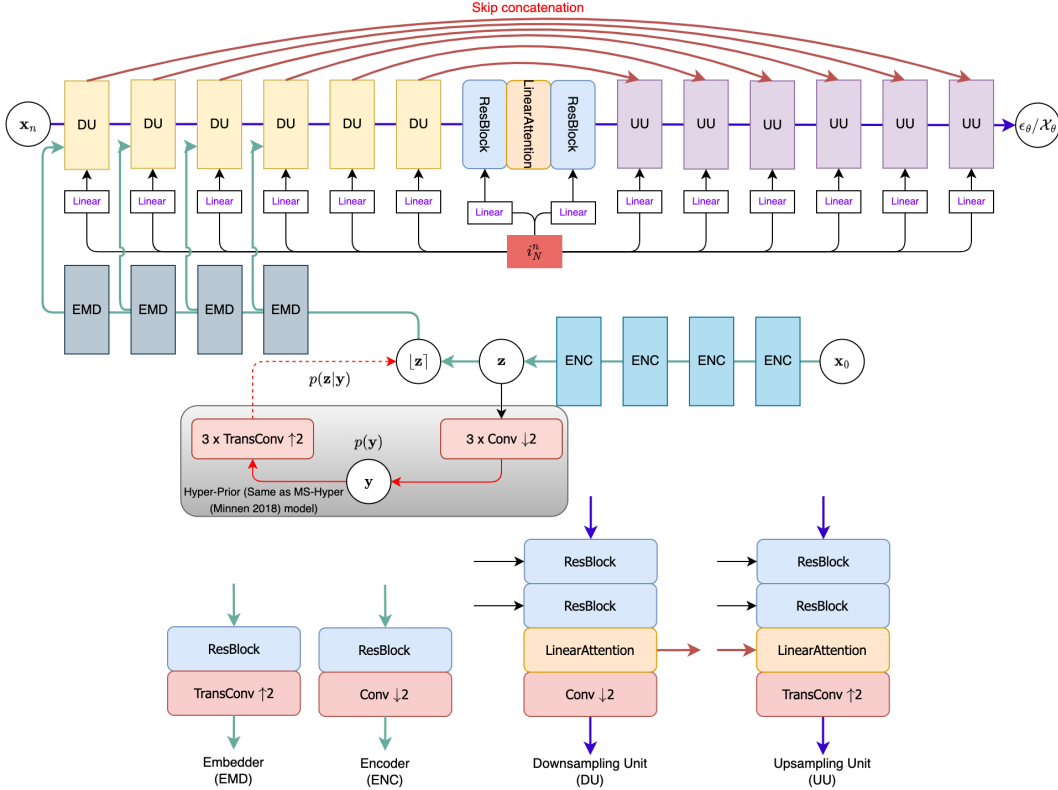 Skip concatenation
x_n
DU
DU
DU
DU
DU
DU
ResBlock
LinearAttention
ResBlock
UU
UU
UU
UU
UU
UU
ϵ_θ/𝒳_θ
Linear
Linear
Linear
Linear
Linear
Linear
Linear
Linear
Linear
Linear
Linear
Linear
Linear
Linear
i_N^n
EMD
EMD
EMD
EMD
⌊z⌉
z
ENC
ENC
ENC
ENC
x_0
p(z|y)
3 x TransConv ↑2
p(y)
3 x Conv ↓2
y
Hyper-Prior (Same as MS-Hyper
(Minnen 2018) model)
ResBlock
TransConv ↑2
Embedder
(EMD)
ResBlock
Conv ↓2
Encoder
(ENC)
ResBlock
ResBlock
LinearAttention
Conv ↓2
Downsampling Unit
(DU)
ResBlock
ResBlock
LinearAttention
TransConv ↑2
Upsampling Unit
(UU)